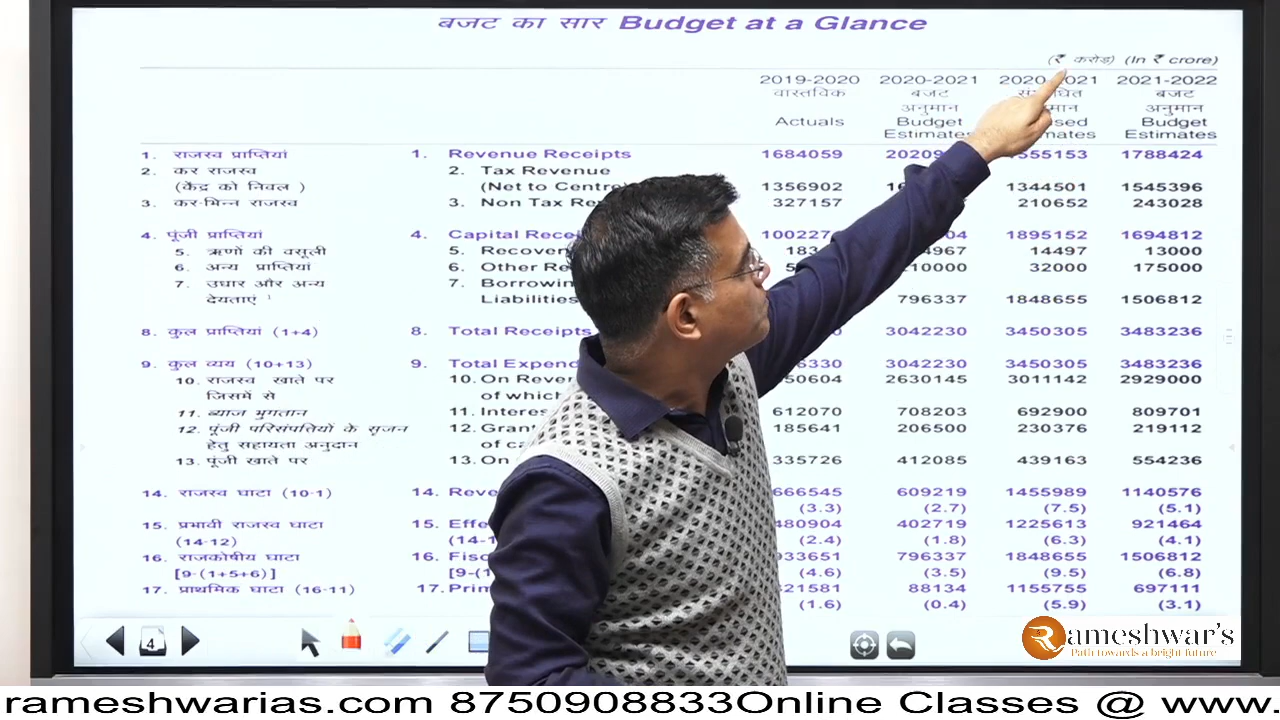 बजट का सार Budget at a Glance
(₹ करोड़) (In ₹ crore)
2019-2020 2020-2021 2020-2021 2021-2022
वास्तविक बजट बजट
अनुमान अनुमान
Actuals Budget Budget
Estimates Estimates
1. राजस्व प्राप्तियां 1. Revenue Receipts 1684059 1788424
2. कर राजस्व 2. Tax Revenue
(केंद्र को निवल ) (Net to Centre) 1356902 1344501 1545396
3. कर-भिन्न राजस्व 3. Non Tax 327157 210652 243028
4. पूंजी प्राप्तियां 4. Capital 1895152 1694812
5. ऋणों की वसूली 5. 14497 13000
6. अन्य प्राप्तियां 6. Other 32000 175000
7. उधार और अन्य 7.
देयताएं Liabilities 796337 1848655 1506812
8. कुल प्राप्तियां (1+4) 8. Total Receipts 3042230 3450305 3483236
9. कुल व्यय (10+13) 9. Total 3042230 3450305 3483236
10. राजस्व खाते पर 10. On 2630145 3011142 2929000
जिसमें से of which
11. ब्याज भुगतान 11. 612070 708203 692900 809701
12. पूंजी परिसंपत्तियों के सृजन 12. 185641 206500 230376 219112
हेतु सहायता अनुदान of
13. पूंजी खाते पर 13. On 335726 412085 439163 554236
14. राजस्व घाटा (10-1) 14. 666545 609219 1455989 1140576
(3.3) (2.7) (7.5) (5.1)
15. प्रभावी राजस्व घाटा 15. 480904 402719 1225613 921464
(14-12) (2.4) (1.8) (6.3) (4.1)
16. राजकोषीय घाटा 16. 796337 1848655 1506812
[9-(1+5+6)] (4.6) (3.5) (9.5) (6.8)
17. प्राथमिक घाटा (16-11) 17. 88134 1155755 697111
(1.6) (0.4) (5.9) (3.1)
4
Rameshwar's
Path towards a bright future
rameshwarias.com 8750908833Online Classes @ www.